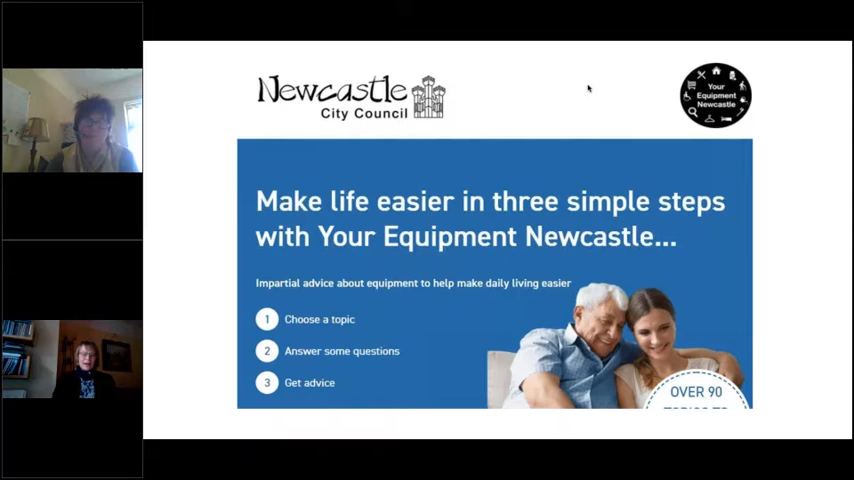 Newcastle
City Council
Your
Equipment
Newcastle
Make life easier in three simple steps
with Your Equipment Newcastle...
Impartial advice about equipment to help make daily living easier
1 Choose a topic
2 Answer some questions
3 Get advice
OVER 90
TOPICS TO